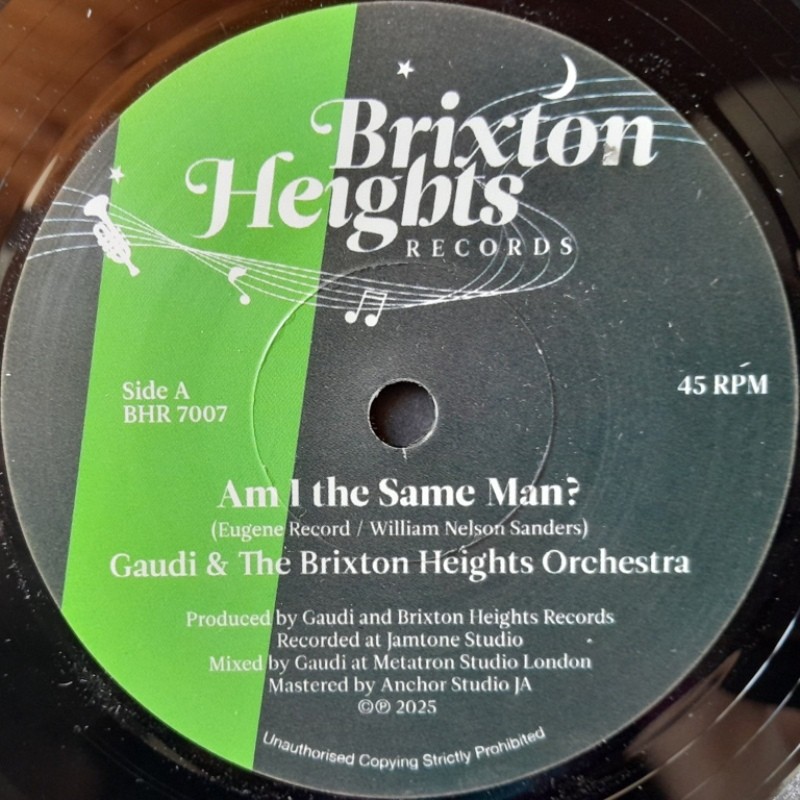 Brixton
Heights
RECORDS
Side A
BHR 7007
45 RPM
Am I the Same Man?
(Eugene Record / William Nelson Sanders)
Gaudi & The Brixton Heights Orchestra
Produced by Gaudi and Brixton Heights Records
Recorded at Jamtone Studio
Mixed by Gaudi at Metatron Studio London
Mastered by Anchor Studio JA
©℗ 2025
Unauthorised Copying Strictly Prohibited